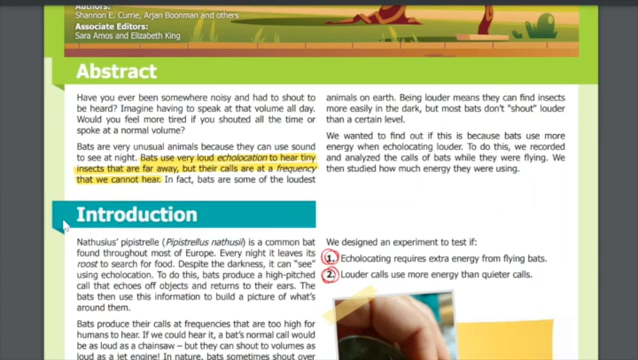 Authors:
Shannon E. Currie, Arjan Boonman and others
Associate Editors:
Sara Amos and Elizabeth King
Abstract
Have you ever been somewhere noisy and had to shout to
be heard? Imagine having to speak at that volume all day.
Would you feel more tired if you shouted all the time or
spoke at a normal volume?
Bats are very unusual animals because they can use sound
to see at night. Bats use very loud echolocation to hear tiny
insects that are far away, but their calls are at a frequency
that we cannot hear. In fact, bats are some of the loudest
animals on earth. Being louder means they can find insects
more easily in the dark, but most bats don't "shout" louder
than a certain level.
We wanted to find out if this is because bats use more
energy when echolocating louder. To do this, we recorded
and analyzed the calls of bats while they were flying. We
then studied how much energy they were using.
Introduction
Nathusius' pipistrelle (Pipistrellus nathusii) is a common bat
found throughout most of Europe. Every night it leaves its
roost to search for food. Despite the darkness, it can "see"
using echolocation. To do this, bats produce a high-pitched
call that echoes off objects and returns to their ears. The
bats then use this information to build a picture of what's
around them.
Bats produce their calls at frequencies that are too high for
humans to hear. If we could hear it, a bat's normal call would
be as loud as a chainsaw – but they can shout to volumes as
loud as a jet engine! In nature, bats sometimes shout over
We designed an experiment to test if:
1. Echolocating requires extra energy from flying bats.
2. Louder calls use more energy than quieter calls.